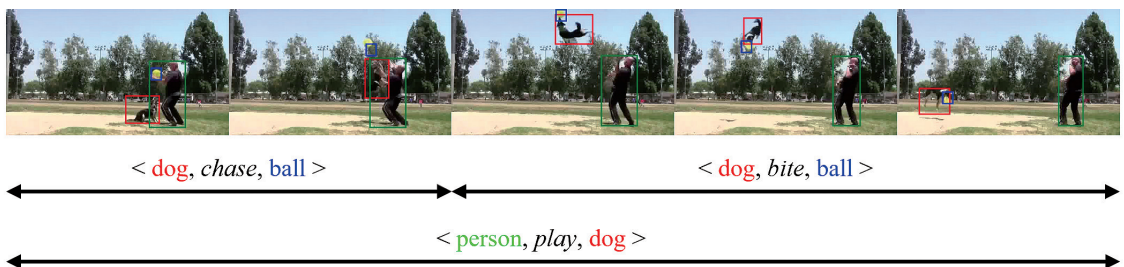 < dog, chase, ball >
< dog, bite, ball >
< person, play, dog >